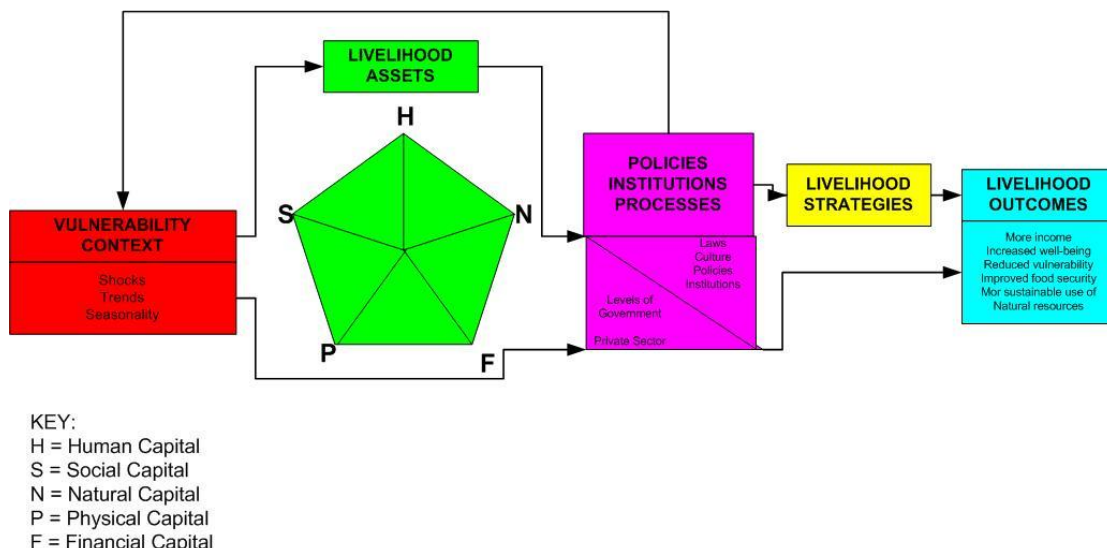 LIVELIHOOD
ASSETS
H
S
N
P
F
VULNERABILITY
CONTEXT
Shocks
Trends
Seasonality
POLICIES
INSTITUTIONS
PROCESSES
Laws
Culture
Policies
Institutions
Levels of
Government
Private Sector
LIVELIHOOD
STRATEGIES
LIVELIHOOD
OUTCOMES
More income
Increased well-being
Reduced vulnerability
Improved food security
Mor sustainable use of
Natural resources
KEY:
H = Human Capital
S = Social Capital
N = Natural Capital
P = Physical Capital
F = Financial Capital